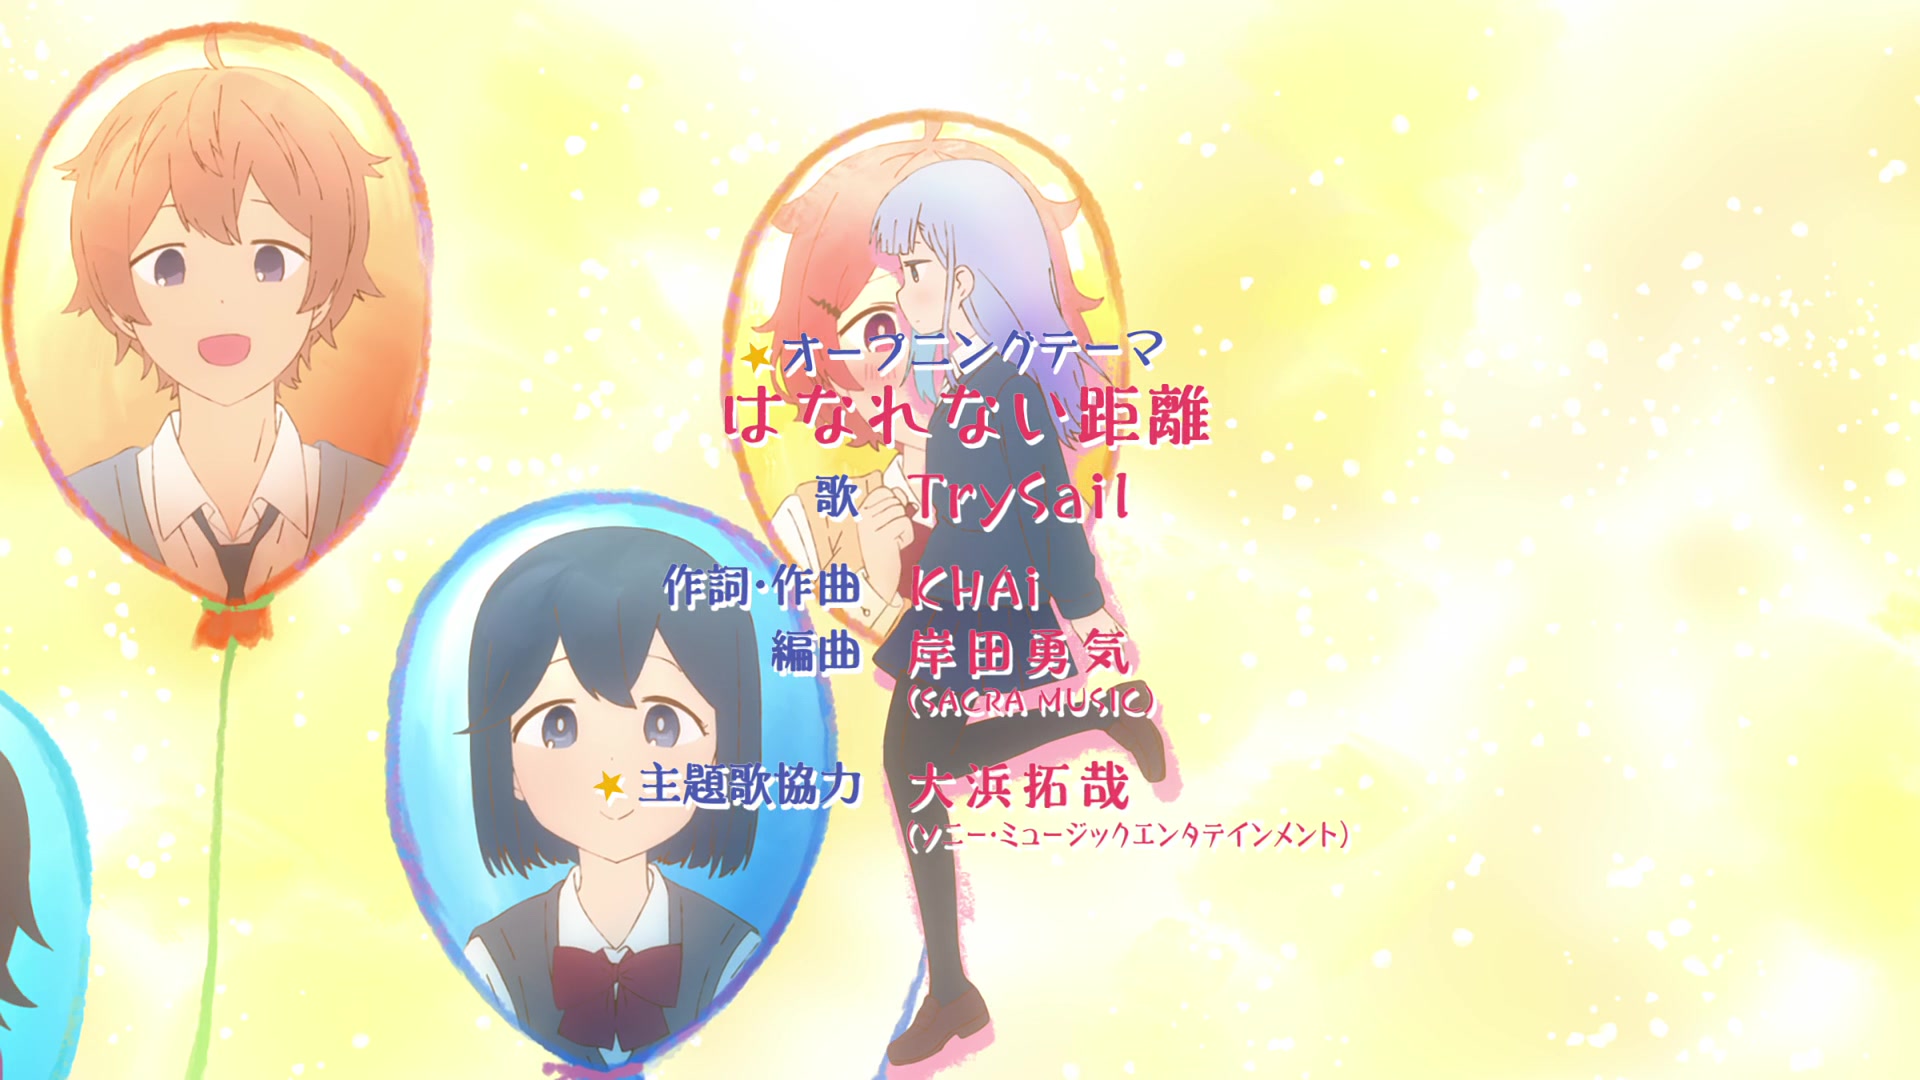 ★オープニングテーマ
はなれない距離
歌 TrySail
作詞・作曲 KHAi
編曲 岸田勇気
(SACRA MUSIC)
★主題歌協力 大浜拓哉
(ソニー・ミュージックエンタテインメント)